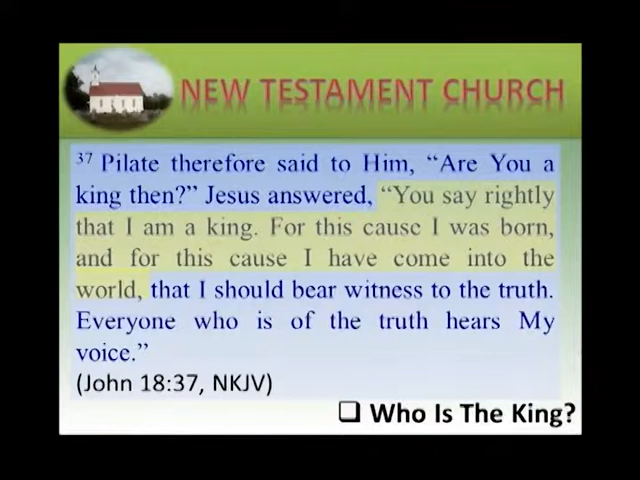 NEW TESTAMENT CHURCH
37 Pilate therefore said to Him, “Are You a
king then?” Jesus answered, “You say rightly
that I am a king. For this cause I was born,
and for this cause I have come into the
world, that I should bear witness to the truth.
Everyone who is of the truth hears My
voice.”
(John 18:37, NKJV)
❑ Who Is The King?